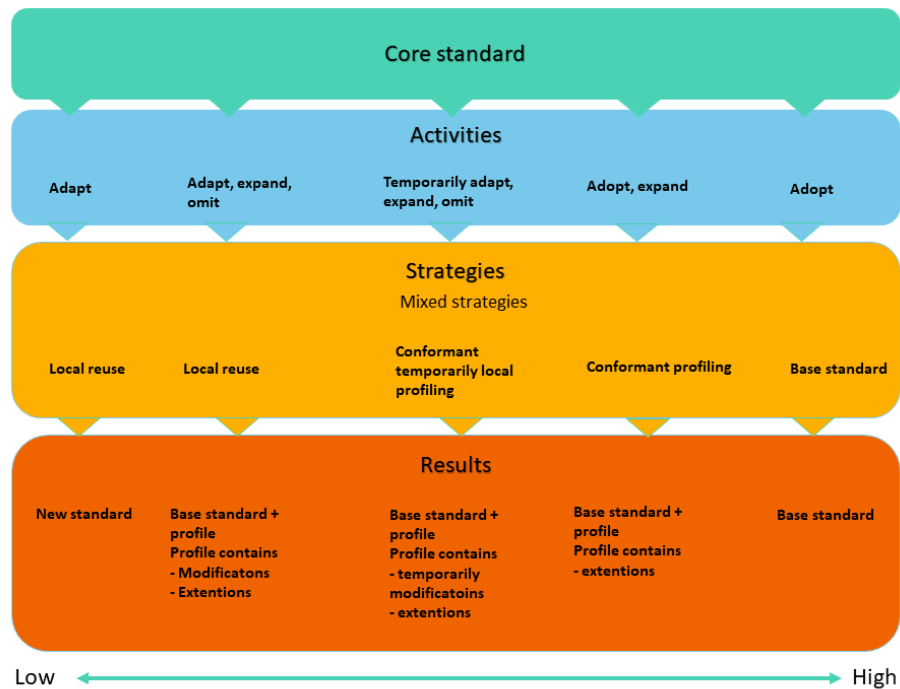 Core standard
Activities
Adapt
Adapt, expand,
omit
Temporarily adapt,
expand, omit
Adopt, expand
Adopt
Strategies
Mixed strategies
Local reuse
Local reuse
Conformant
temporarily local
profiling
Conformant profiling
Base standard
Results
New standard
Base standard +
profile
Profile contains
- Modificatons
- Extentions
Base standard +
profile
Profile contains
- temporarily
modificatoins
- extentions
Base standard +
profile
Profile contains
- extentions
Base standard
Low
High